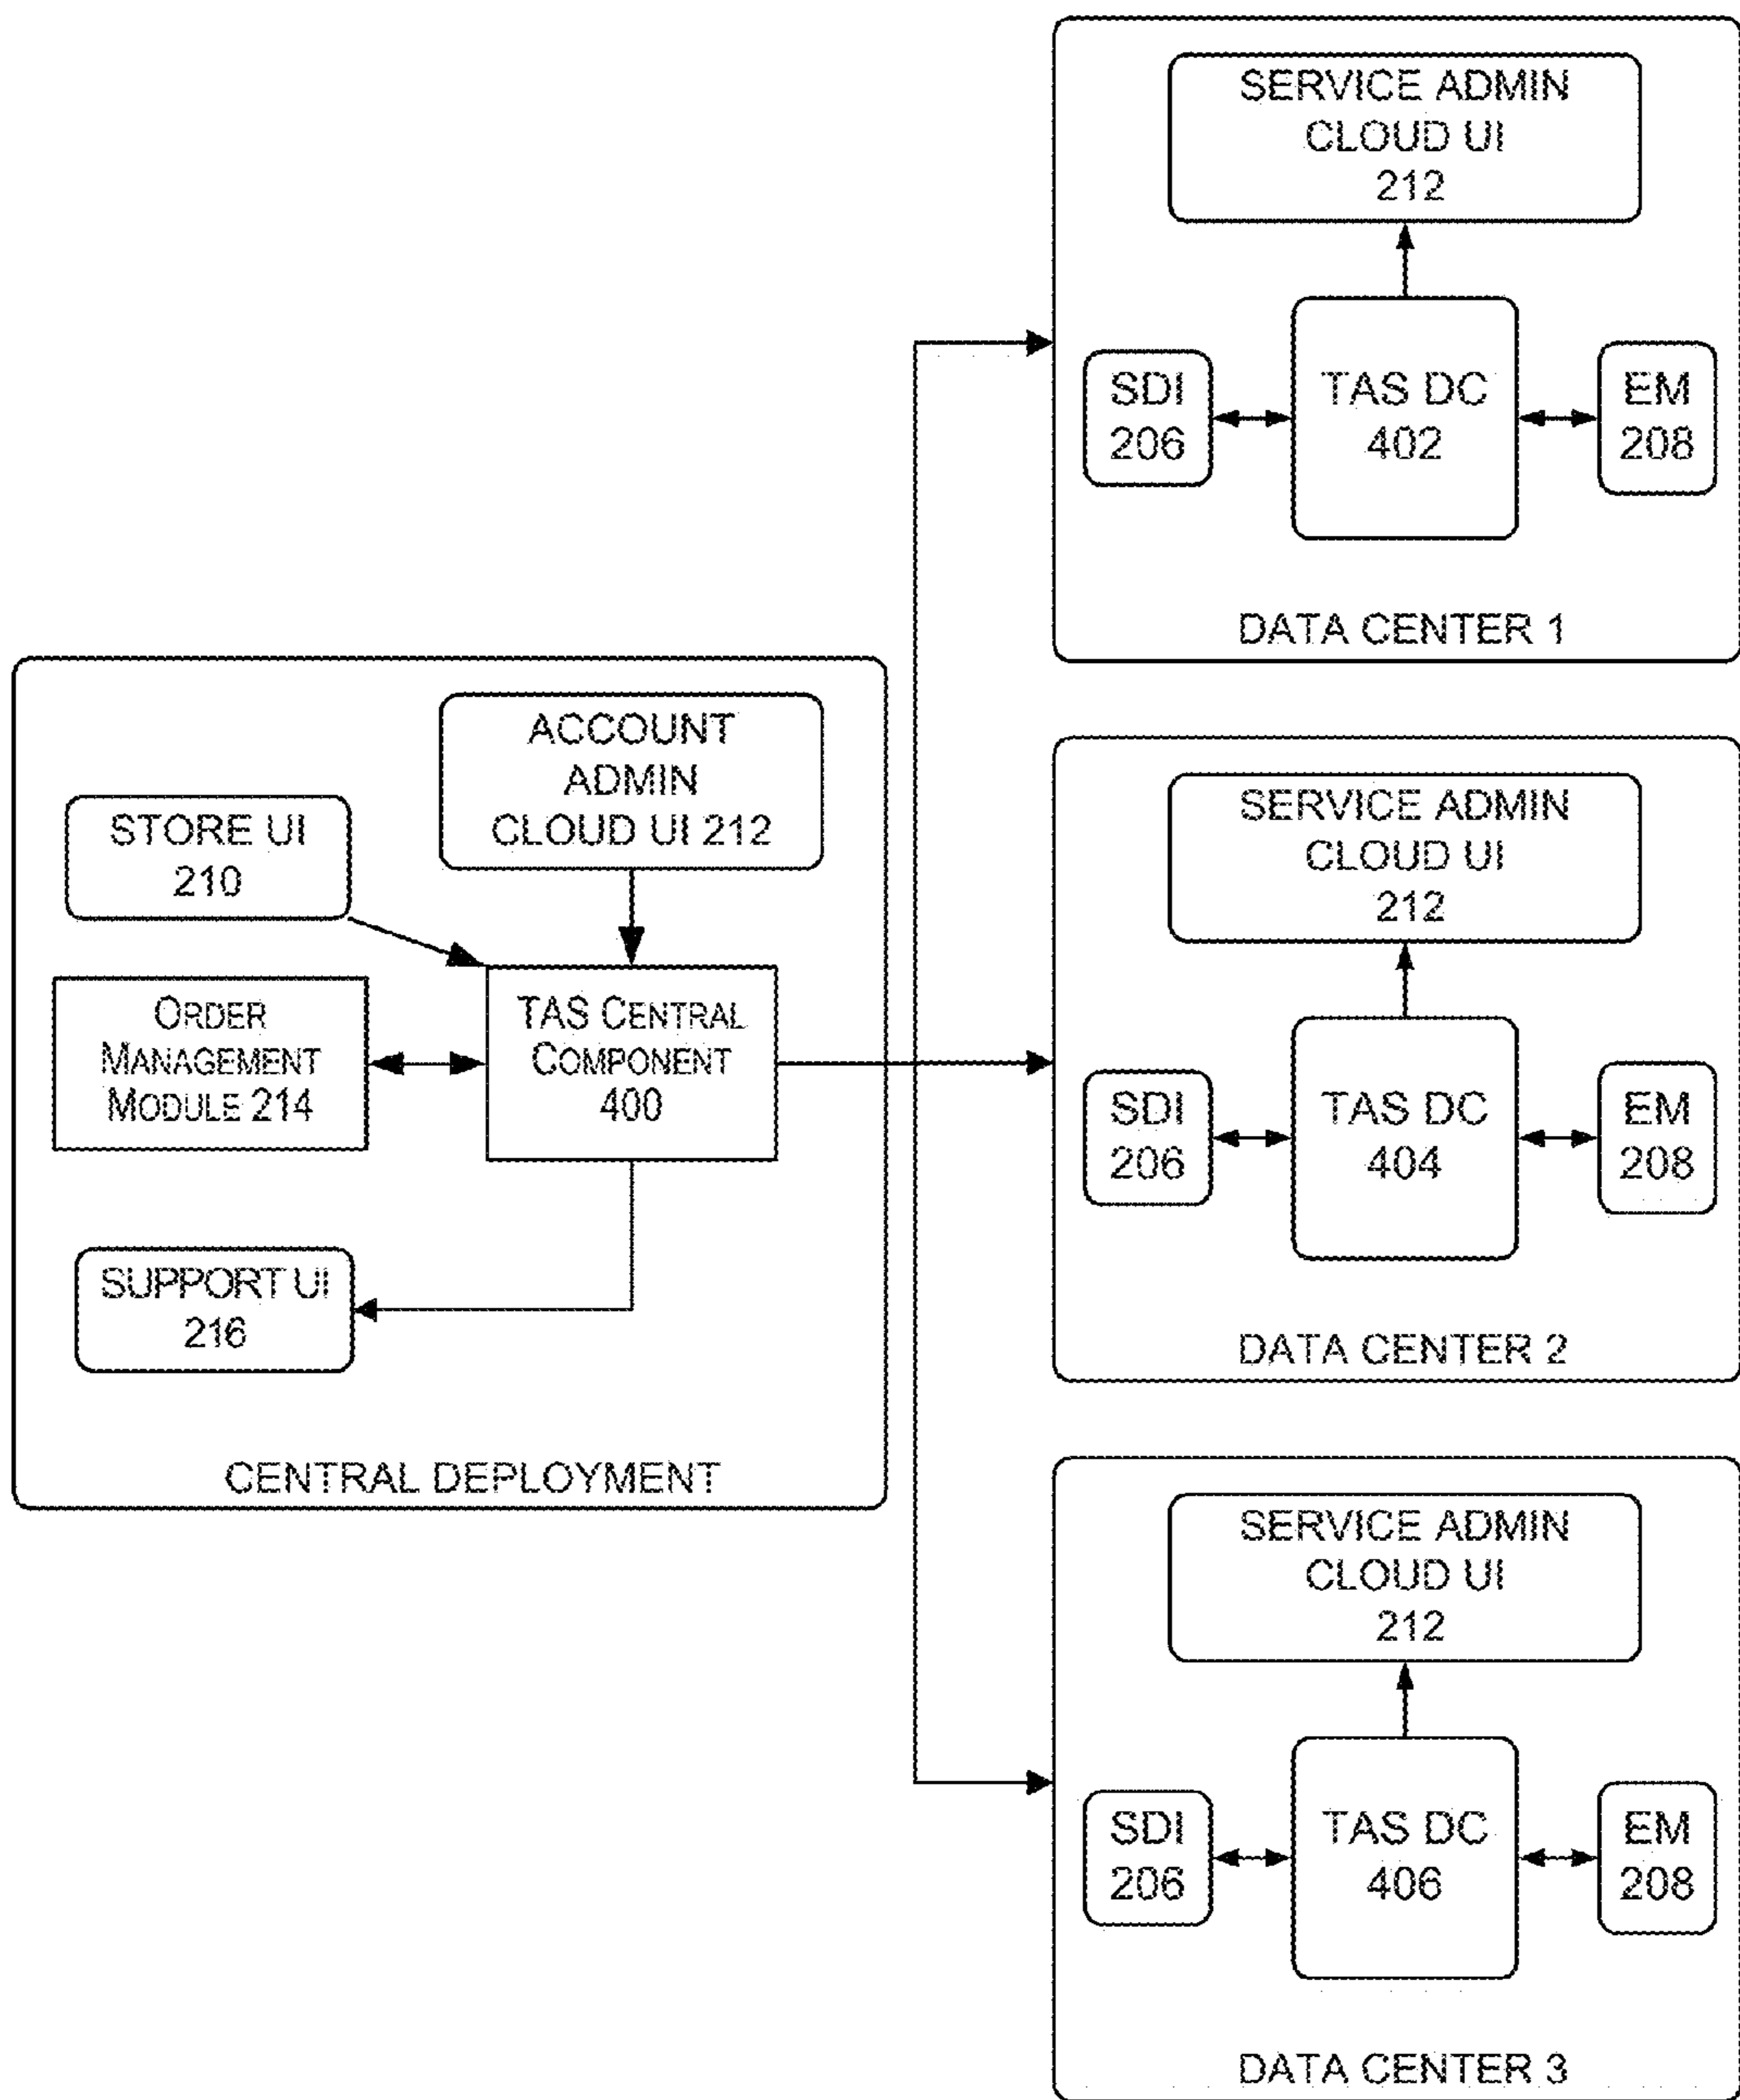 SERVICE ADMIN
CLOUD UI
212
SDI
206
TAS DC
402
EM
208
DATA CENTER 1
ACCOUNT
ADMIN
CLOUD UI 212
STORE UI
210
ORDER
MANAGEMENT
MODULE 214
TAS CENTRAL
COMPONENT
400
SUPPORT UI
216
CENTRAL DEPLOYMENT
SERVICE ADMIN
CLOUD UI
212
SDI
206
TAS DC
404
EM
208
DATA CENTER 2
SERVICE ADMIN
CLOUD UI
212
SDI
206
TAS DC
406
EM
208
DATA CENTER 3